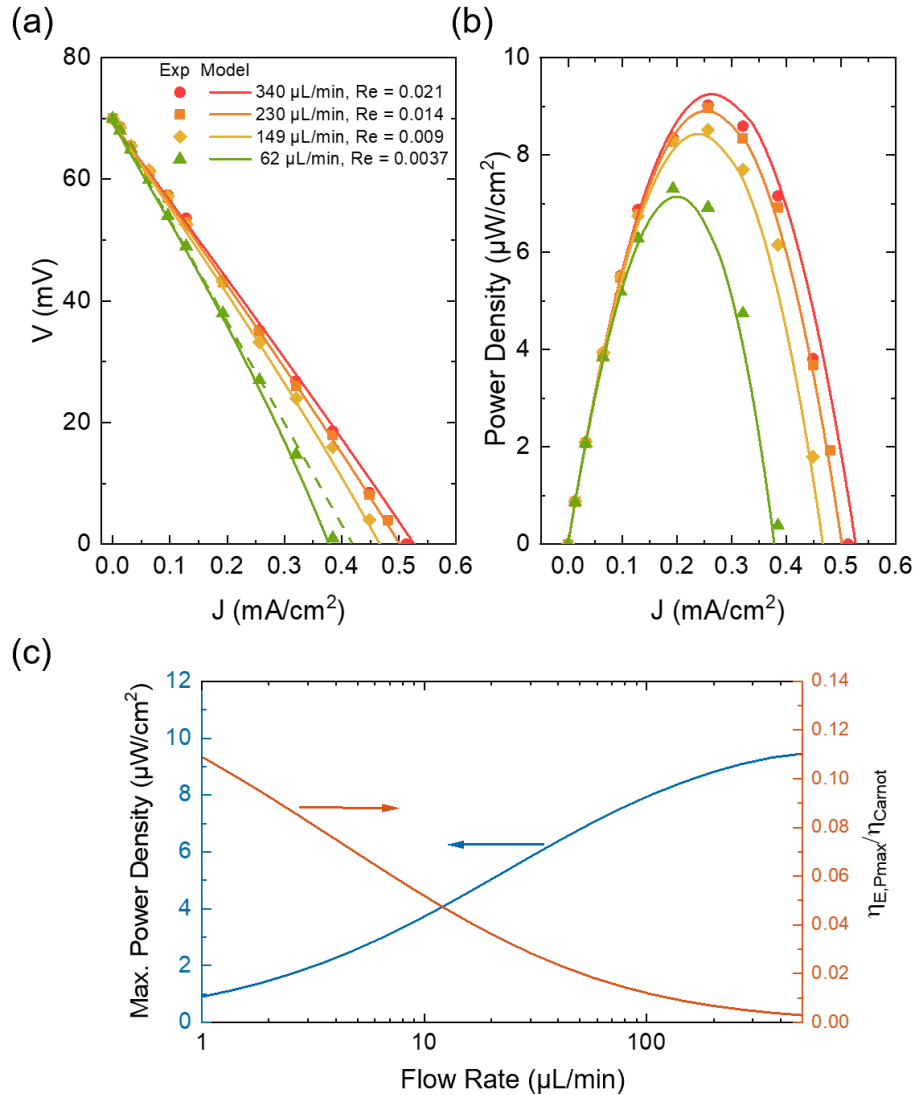 (a)
80
60
40
20
0
V (mV)
Exp Model
340 µL/min, Re = 0.021
230 µL/min, Re = 0.014
149 µL/min, Re = 0.009
62 µL/min, Re = 0.0037
0.0 0.1 0.2 0.3 0.4 0.5 0.6
J (mA/cm²)
(b)
10
8
6
4
2
0
Power Density (µW/cm²)
0.0 0.1 0.2 0.3 0.4 0.5 0.6
J (mA/cm²)
(c)
12
10
8
6
4
2
0
Max. Power Density (µW/cm²)
0.14
0.12
0.10
0.08
0.06
0.04
0.02
0.00
ηE,Pmax/ηCarnot
1 10 100
Flow Rate (µL/min)